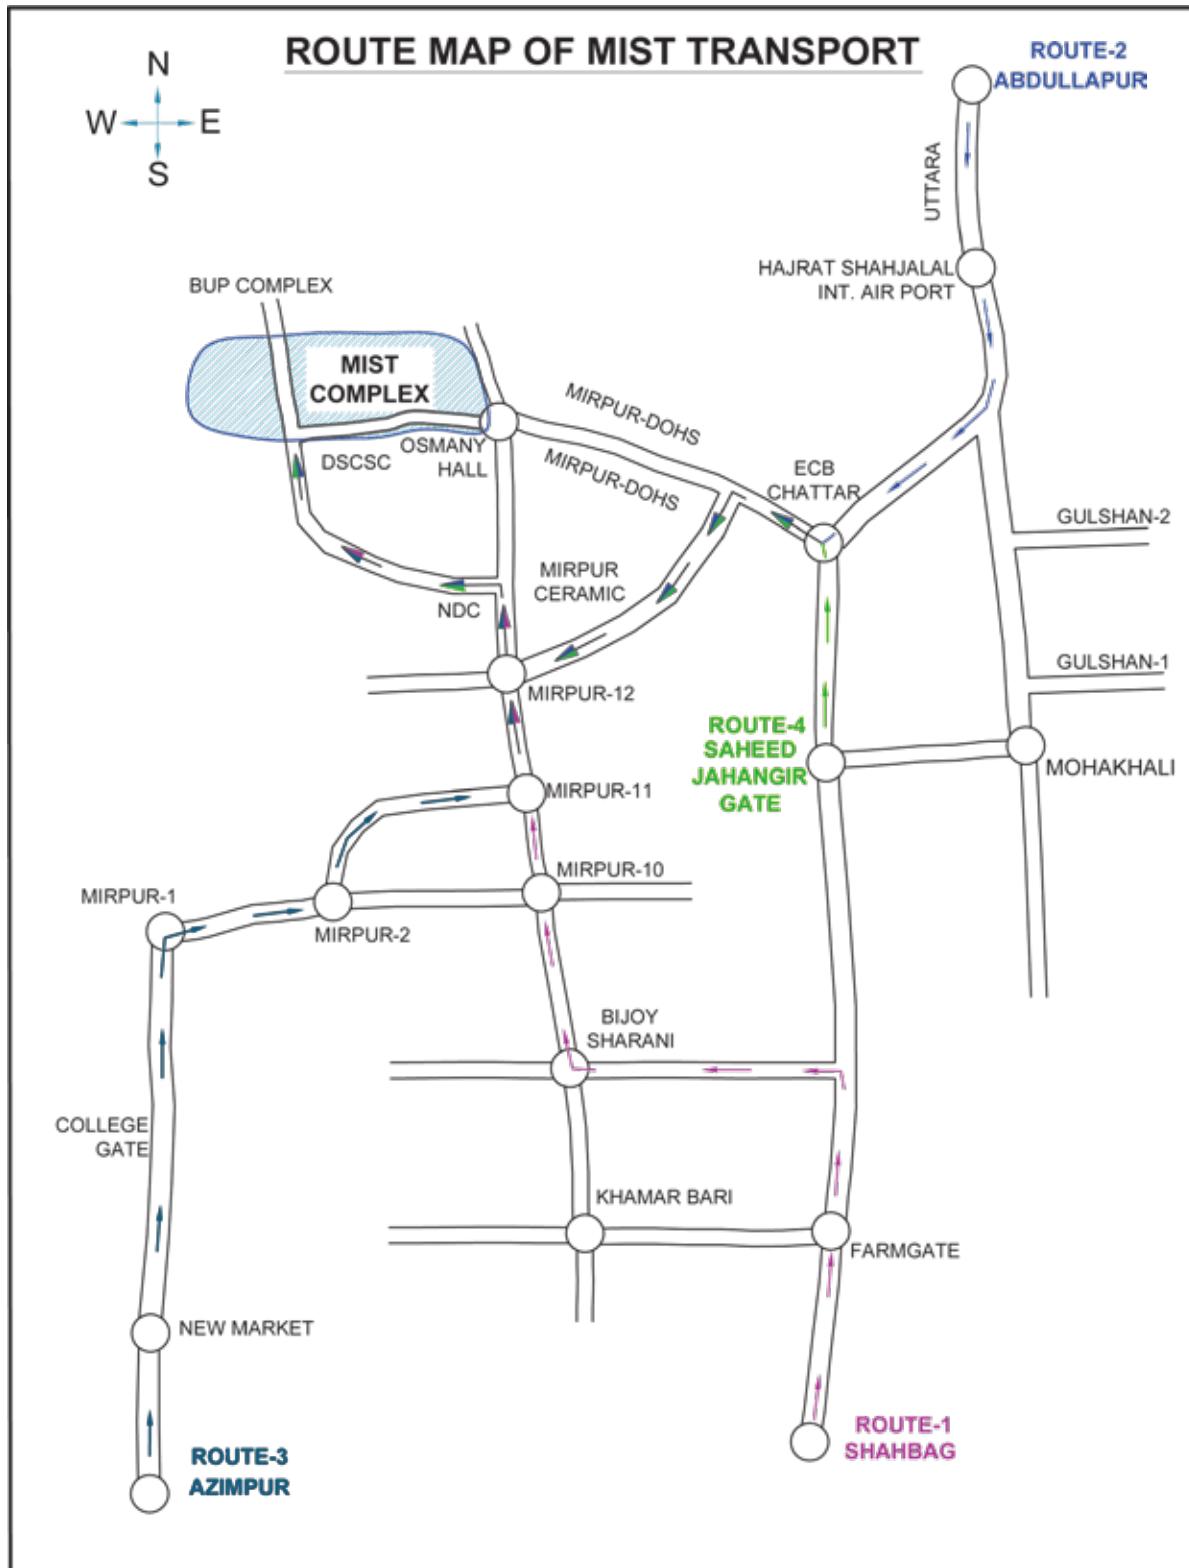 ROUTE MAP OF MIST TRANSPORT
ROUTE-2
ABDULLAPUR
N
W
E
S
UTTARA
HAJRAT SHAHJALAL
INT. AIR PORT
BUP COMPLEX
MIST
COMPLEX
MIRPUR-DOHS
OSMANY
HALL
DSCSC
MIRPUR-DOHS
ECB
CHATTAR
GULSHAN-2
MIRPUR
CERAMIC
NDC
GULSHAN-1
MIRPUR-12
ROUTE-4
SAHEED
JAHANGIR
GATE
MOHAKHALI
MIRPUR-11
MIRPUR-10
MIRPUR-1
MIRPUR-2
BIJOY
SHARANI
COLLEGE
GATE
KHAMAR BARI
FARMGATE
NEW MARKET
ROUTE-1
SHAHBAG
ROUTE-3
AZIMPUR